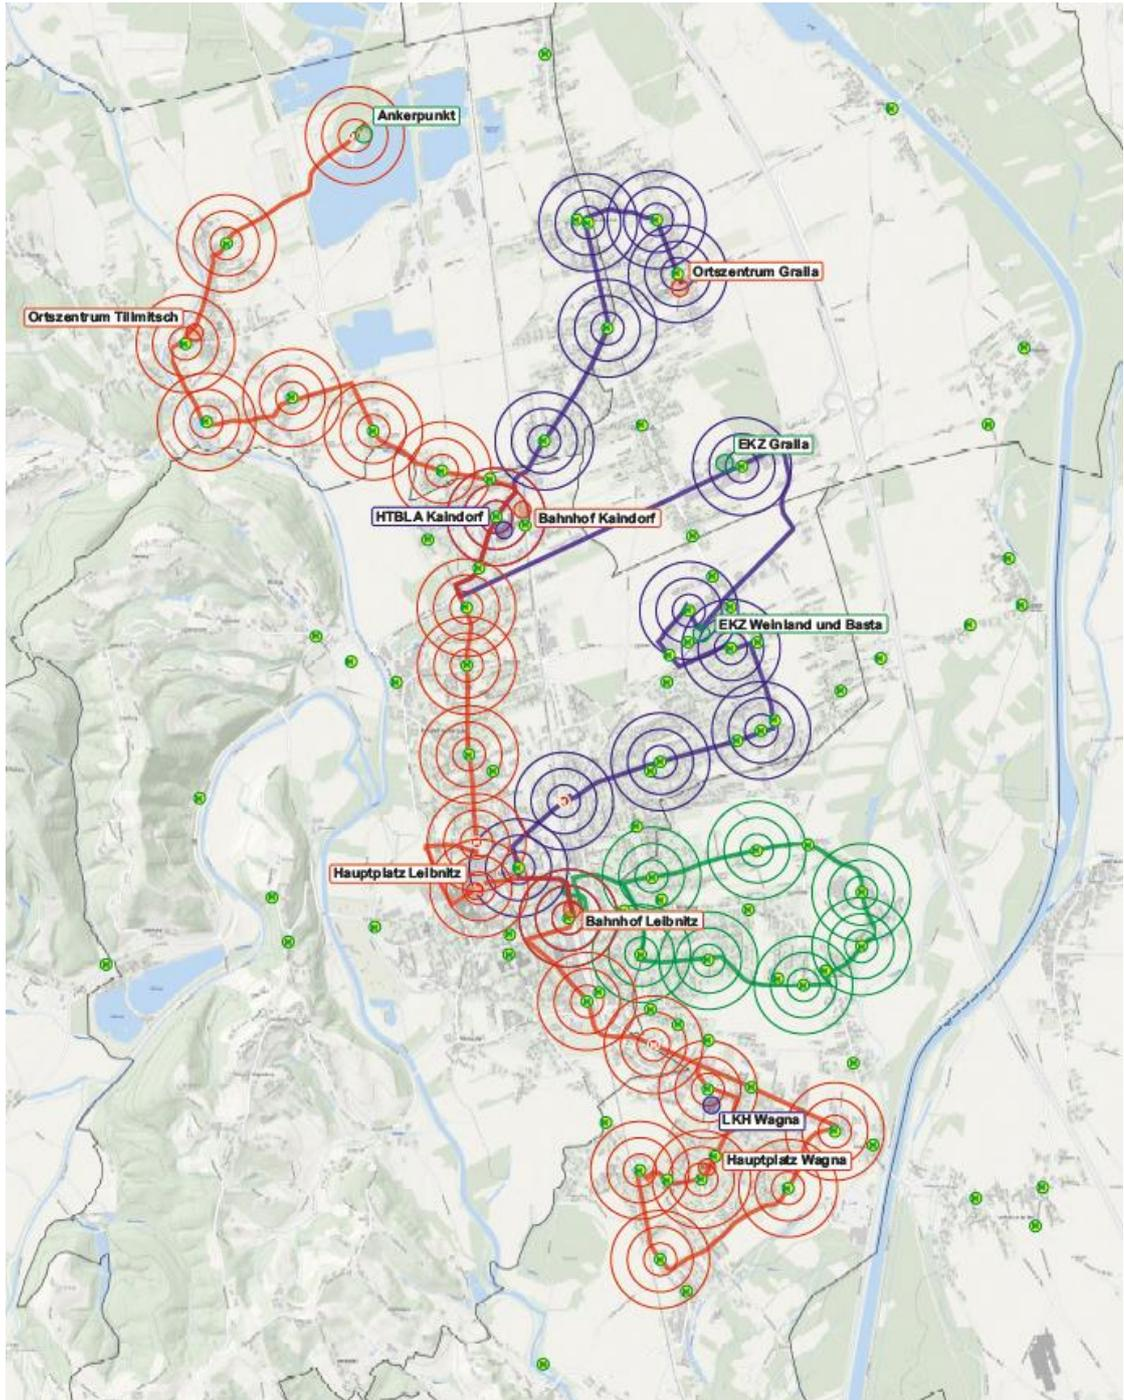 Ankerpunkt
Ortszentrum Gralla
Ortszentrum Tillmitsch
EKZ Gralla
HTBLA Kaindorf
Bahnhof Kaindorf
EKZ Weinland und Basta
Hauptplatz Leibnitz
Bahnhof Leibnitz
LKH Wagna
Hauptplatz Wagna